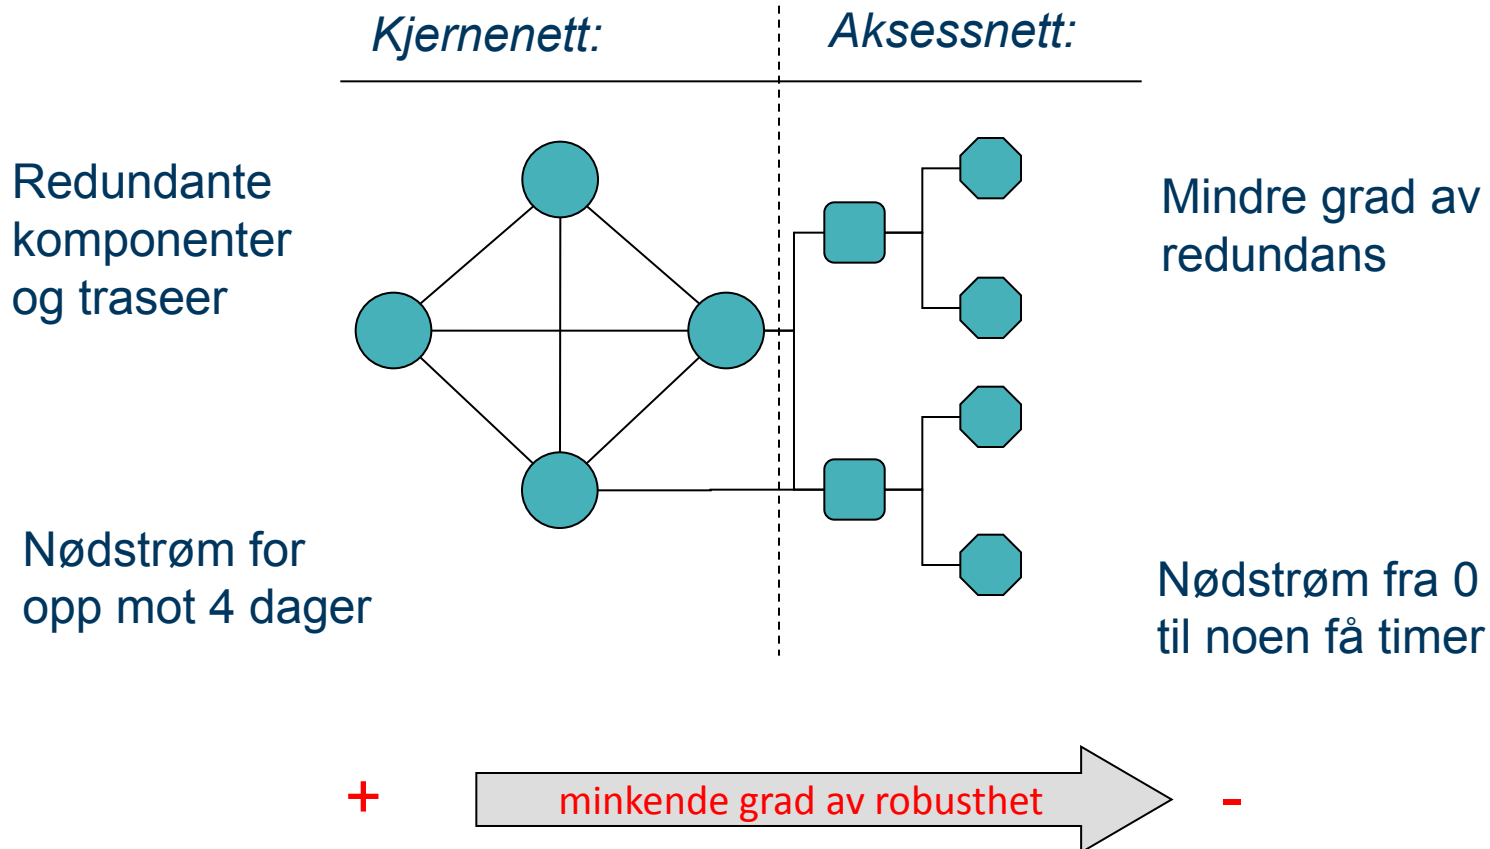 Kjernenett:
Aksessnett:
Redundante
komponenter
og traseer
Mindre grad av
redundans
Nødstrøm for
opp mot 4 dager
Nødstrøm fra 0
til noen få timer
+
minkende grad av robusthet
-